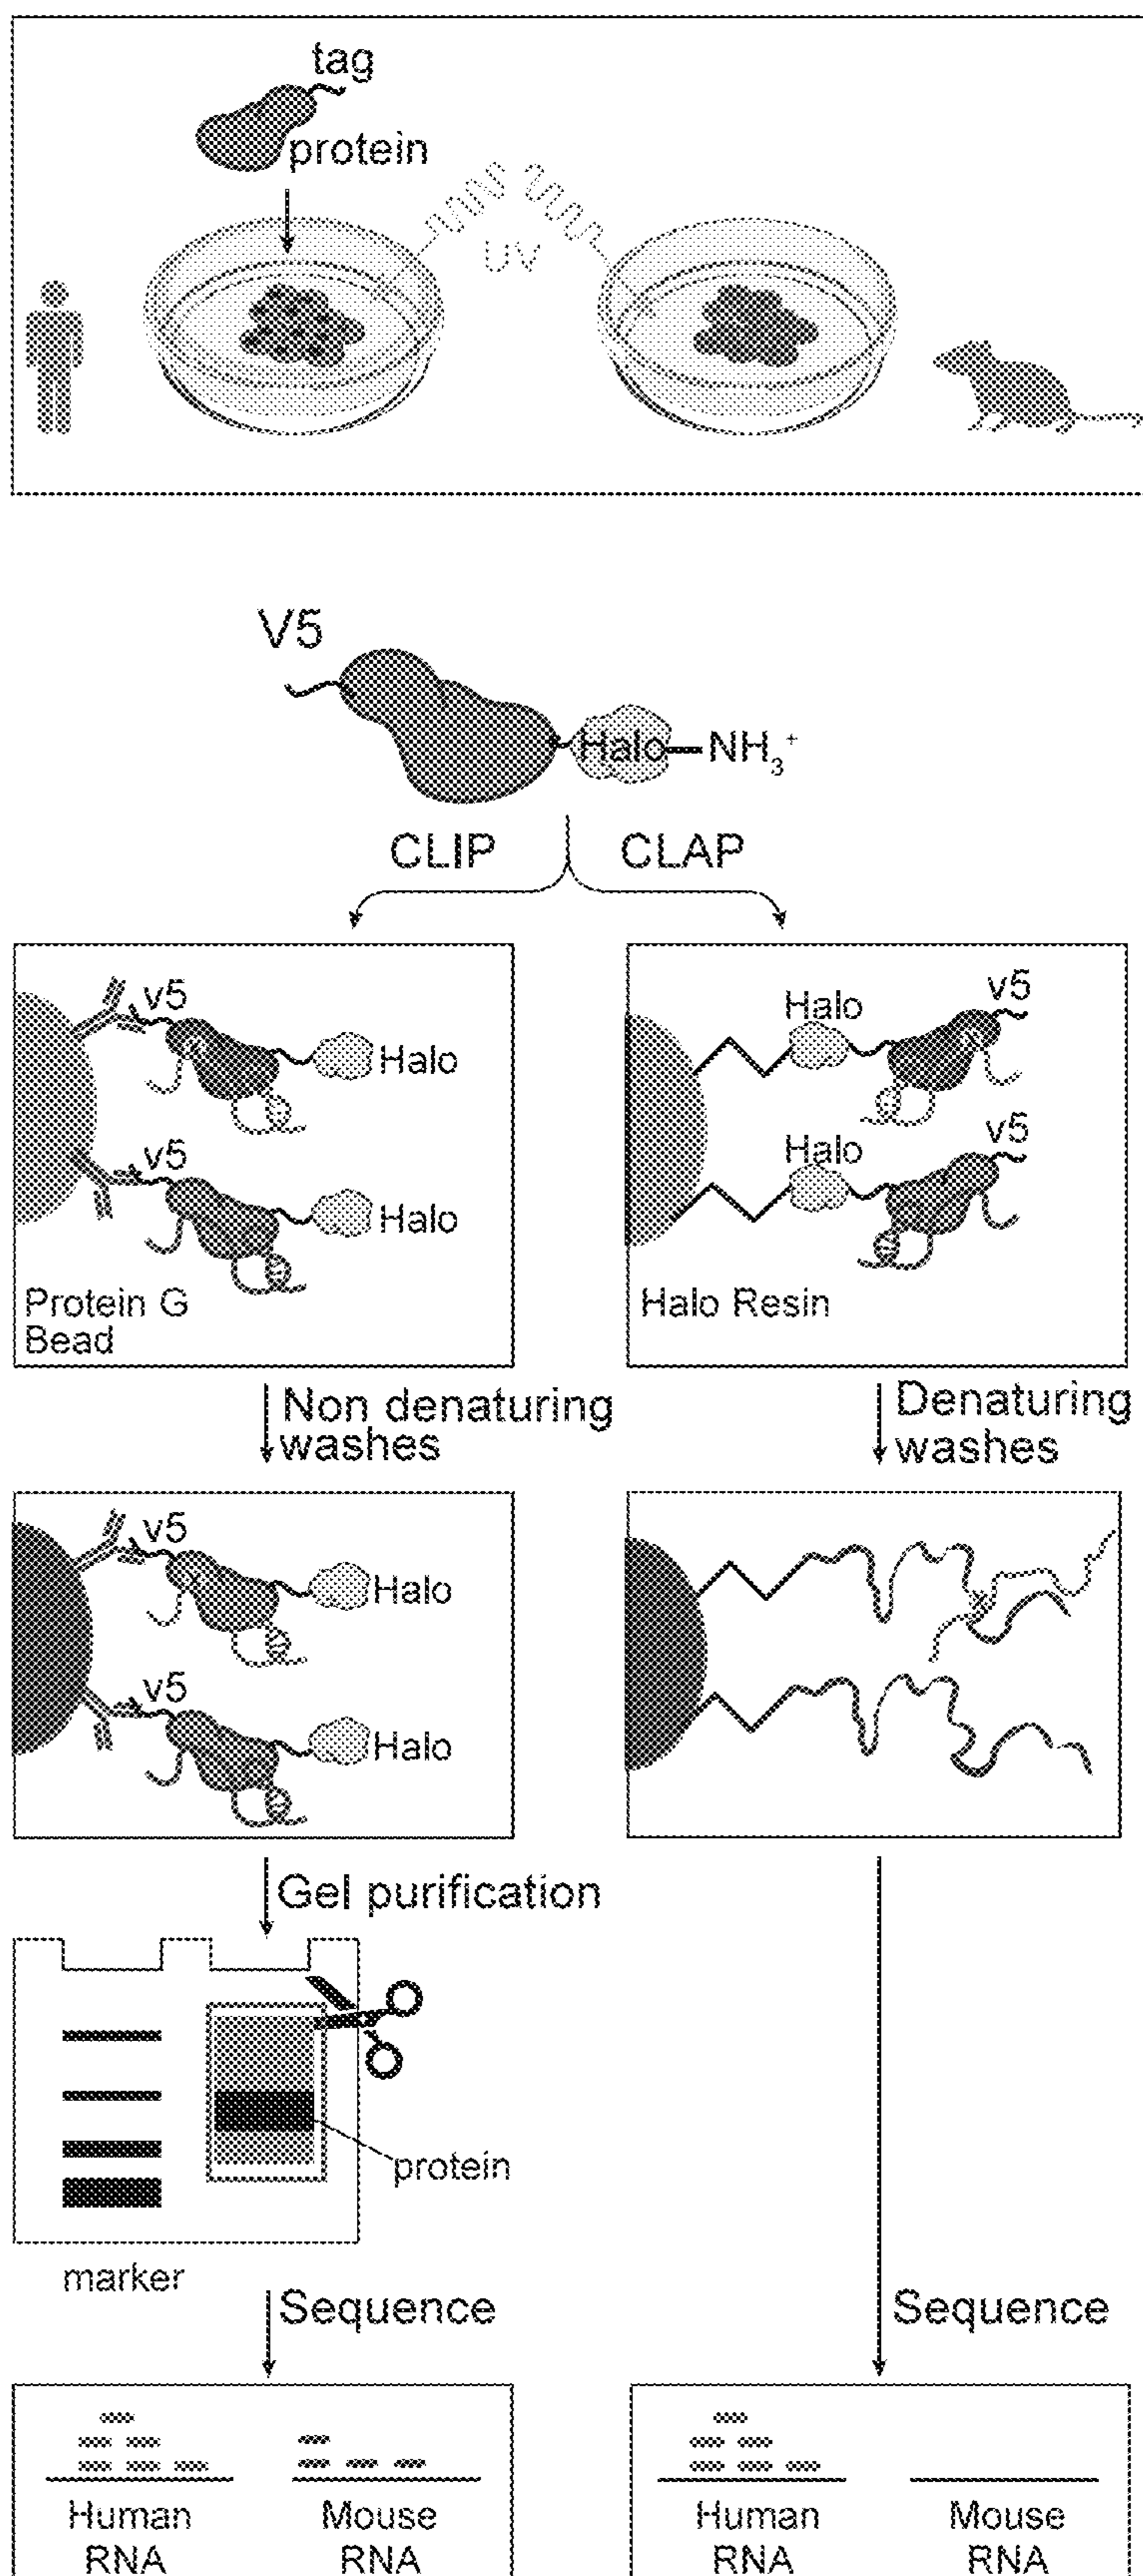 tag
protein
UV
V5
Halo
NH₃⁺
CLIP
CLAP
v5
Halo
v5
Halo
Protein G
Bead
Halo
v5
Halo
v5
Halo Resin
Non denaturing
washes
Denaturing
washes
v5
Halo
v5
Halo
Gel purification
protein
marker
Sequence
Sequence
Human
RNA
Mouse
RNA
Human
RNA
Mouse
RNA